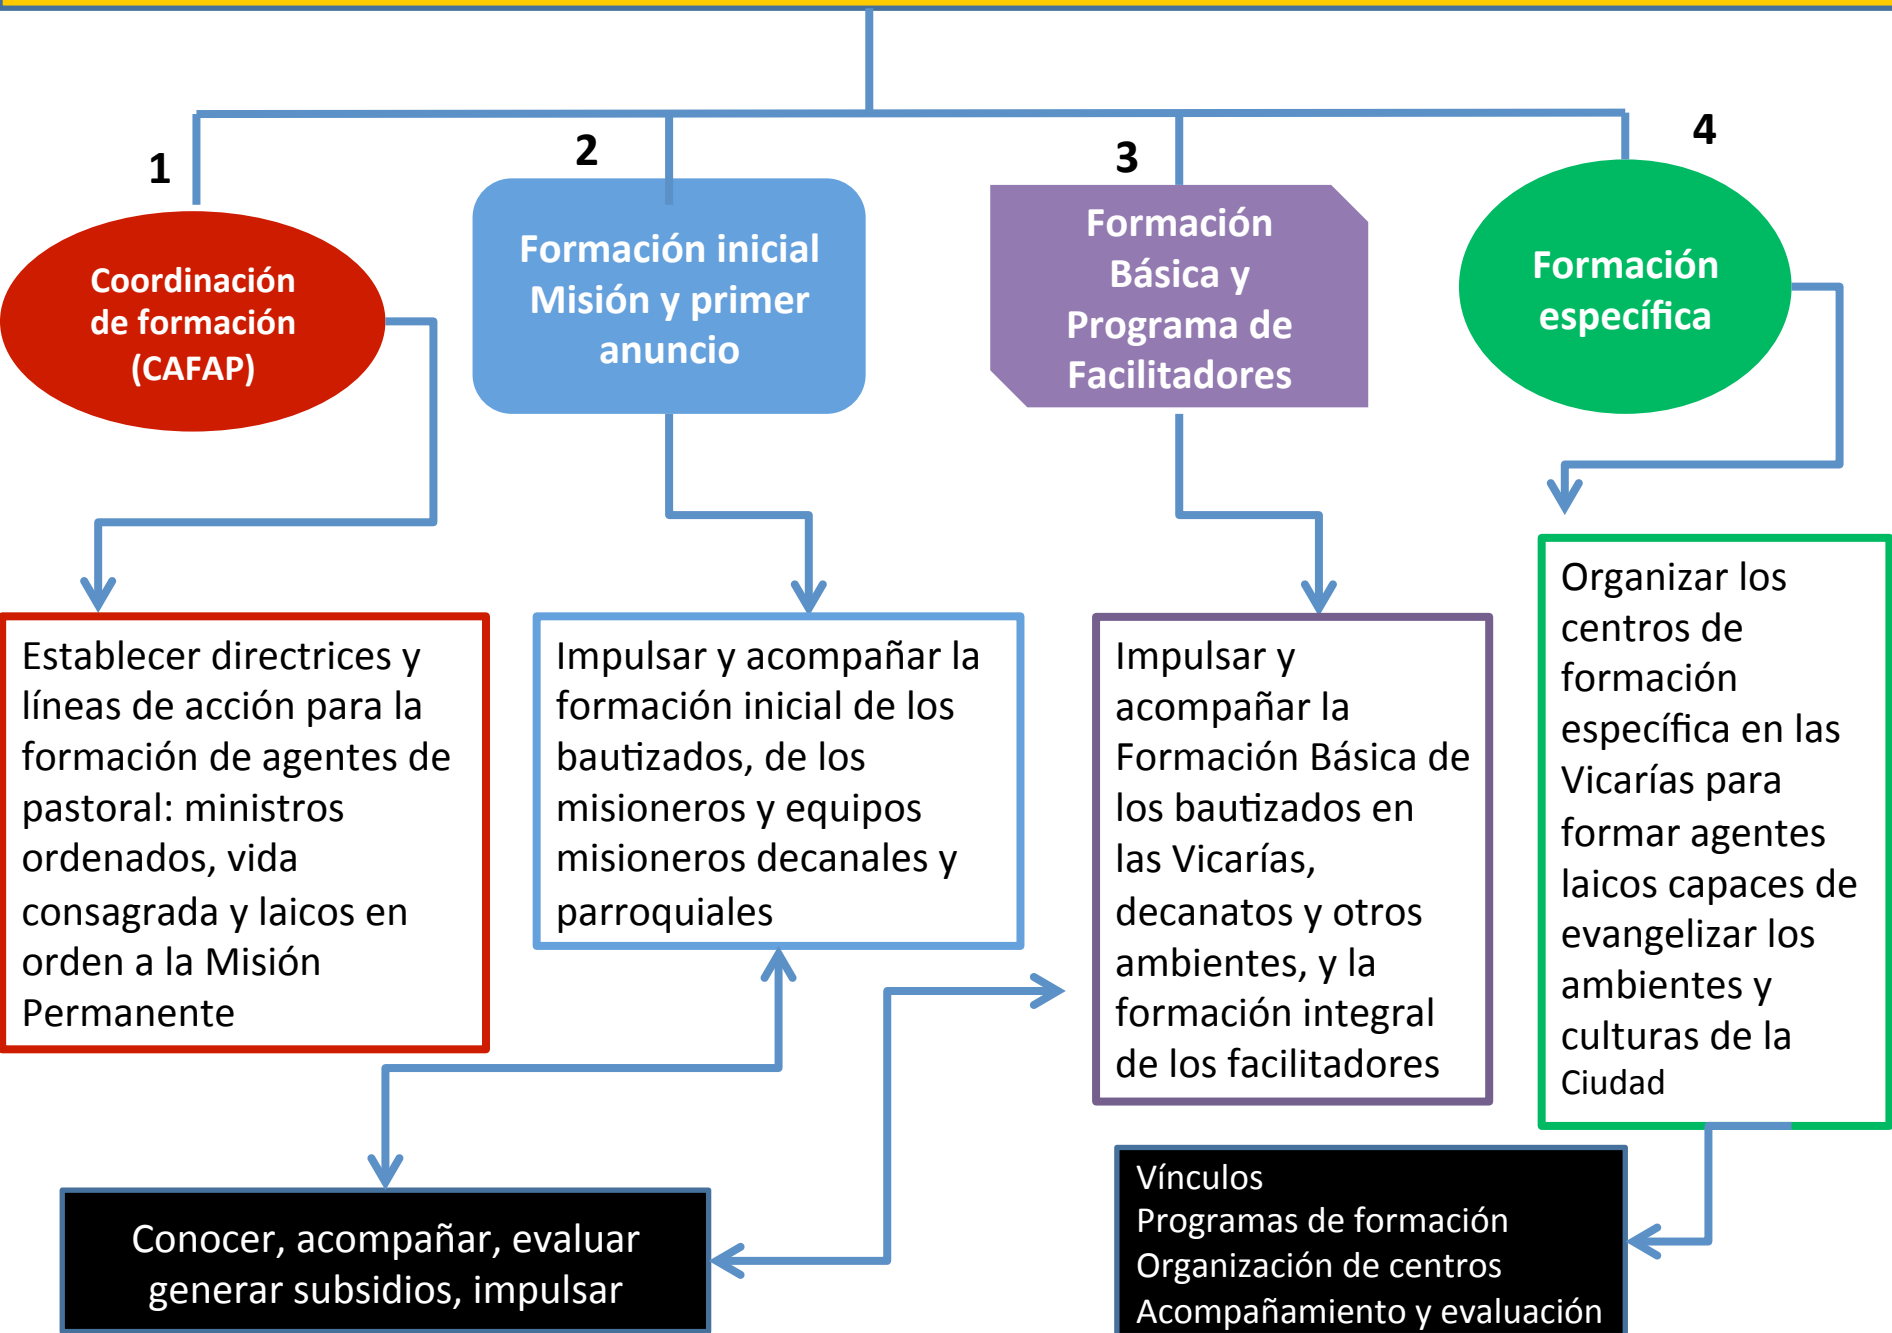 1
Coordinación
de formación
(CAFAP)
2
Formación inicial
Misión y primer
anuncio
3
Formación
Básica y
Programa de
Facilitadores
4
Formación
específica
Establecer directrices y
líneas de acción para la
formación de agentes de
pastoral: ministros
ordenados, vida
consagrada y laicos en
orden a la Misión
Permanente
Impulsar y acompañar la
formación inicial de los
bautizados, de los
misioneros y equipos
misioneros decanales y
parroquiales
Impulsar y
acompañar la
Formación Básica de
los bautizados en
las Vicarías,
decanatos y otros
ambientes, y la
formación integral
de los facilitadores
Organizar los
centros de
formación
específica en las
Vicarías para
formar agentes
laicos capaces de
evangelizar los
ambientes y
culturas de la
Ciudad
Conocer, acompañar, evaluar
generar subsidios, impulsar
Vínculos
Programas de formación
Organización de centros
Acompañamiento y evaluación